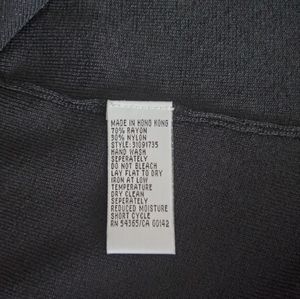 MADE IN HONG KONG
70% RAYON
30% NYLON
STYLE: 31091735
HAND WASH
SEPERATELY
DO NOT BLEACH
LAY FLAT TO DRY
IRON AT LOW
TEMPERATURE
DRY CLEAN
SEPERATELY
REDUCED MOISTURE
SHORT CYCLE
RN 54365/CA 00142